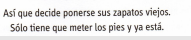 Así que decide ponerse sus zapatos viejos.
Sólo tiene que meter los pies y ya está.